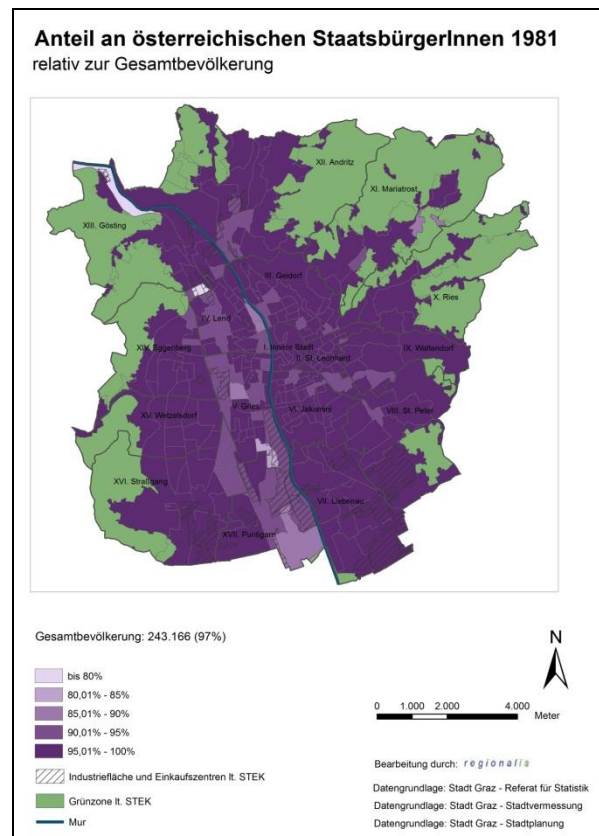 Anteil an österreichischen StaatsbürgerInnen 1981
relativ zur Gesamtbevölkerung
XII. Andritz
XI. Mariatrost
XIII. Gösting
III. Geidorf
X. Ries
IV. Lend
I. Innere Stadt
IX. Waltendorf
XIV. Eggenberg
II. St. Leonhard
V. Gries
VI. Jakomini
VIII. St. Peter
XV. Wetzelsdorf
XVI. Straßgang
VII. Liebenau
XVII. Puntigam
Gesamtbevölkerung: 243.166 (97%)
N
bis 80%
80,01% - 85%
85,01% - 90%
90,01% - 95%
95,01% - 100%
0 1.000 2.000 4.000
Meter
Industriefläche und Einkaufszentren lt. STEK
Grünzone lt. STEK
Mur
Bearbeitung durch: regionalis
Datengrundlage: Stadt Graz - Referat für Statistik
Datengrundlage: Stadt Graz - Stadtvermessung
Datengrundlage: Stadt Graz - Stadtplanung